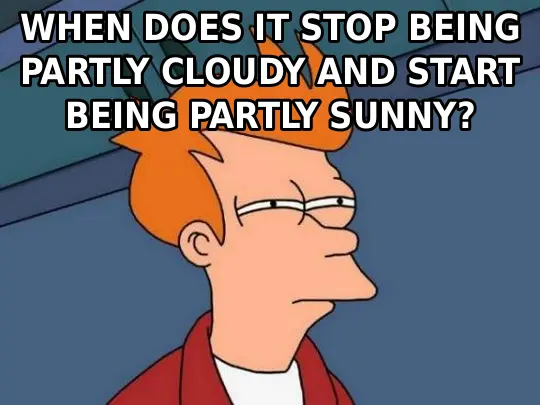 WHEN DOES IT STOP BEING
PARTLY CLOUDY AND START
BEING PARTLY SUNNY?